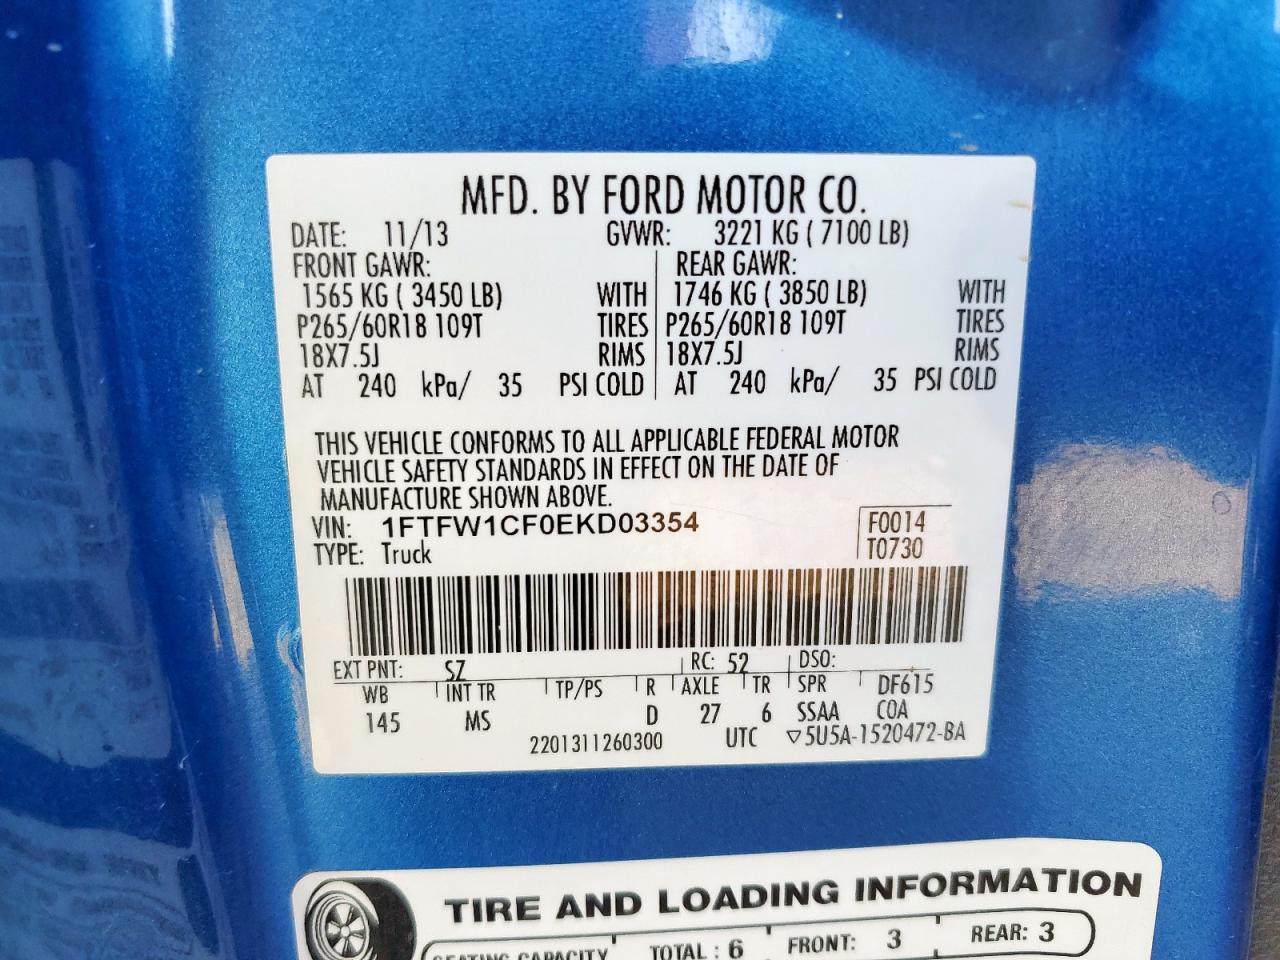 MFD. BY FORD MOTOR CO.
DATE: 11/13 GVWR: 3221 KG ( 7100 LB)
FRONT GAWR: REAR GAWR:
1565 KG ( 3450 LB) WITH 1746 KG ( 3850 LB) WITH
P265/60R18 109T TIRES P265/60R18 109T TIRES
18X7.5J RIMS 18X7.5J RIMS
AT 240 kPa/ 35 PSI COLD AT 240 kPa/ 35 PSI COLD
THIS VEHICLE CONFORMS TO ALL APPLICABLE FEDERAL MOTOR
VEHICLE SAFETY STANDARDS IN EFFECT ON THE DATE OF
MANUFACTURE SHOWN ABOVE.
VIN: 1FTFW1CF0EKD03354 F0014
TYPE: Truck T0730
EXT PNT: SZ RC: 52 DSO:
WB INT TR TP/PS R AXLE TR SPR DF615
145 MS D 27 6 SSAA COA
2201311260300 UTC ▽5U5A-1520472-BA
TIRE AND LOADING INFORMATION
SEATING CAPACITY TOTAL : 6 FRONT: 3 REAR: 3